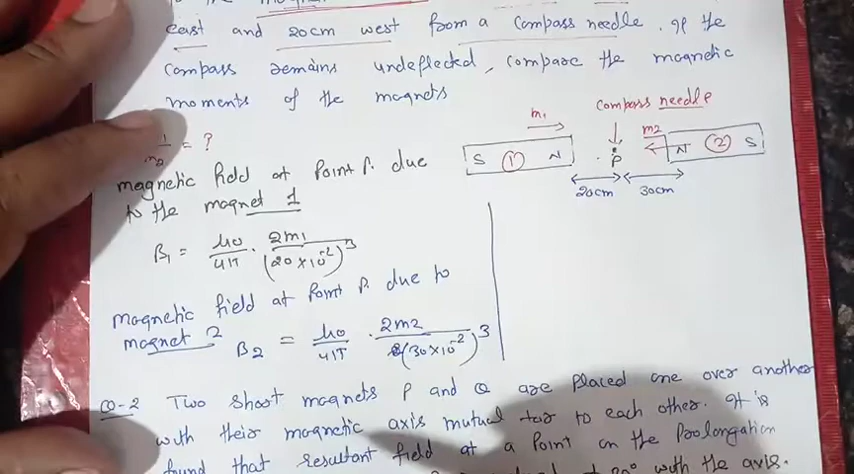 to the magnet
east and 20cm west from a compass needle. If the
compass remains undeflected, compare the magnetic
moments of the magnets
= ?
m2
magnetic field at Point P. due
to the magnet 1
B1 = μ0/4π · 2m1/(20×10^-2)^3
magnetic field at Point P. due to
magnet 2
B2 = μ0/4π · 2m2/(30×10^-2)^3
compass needle
m1
m2
S 1 N
P
N 2 S
20cm
30cm
Q-2 Two short magnets P and Q are placed one over another
with their magnetic axis mutual to each other. It is
found that resultant field at a Point on the Prolongation
with the axis.